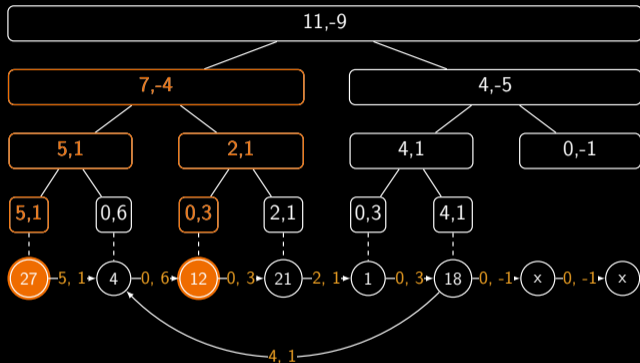 11,-9
7,-4 4,-5
5,1 2,1 4,1 0,-1
5,1 0,6 0,3 2,1 0,3 4,1
27 5, 1 4 0, 6 12 0, 3 21 2, 1 1 0, 3 18 0, -1 x 0, -1 x
4, 1